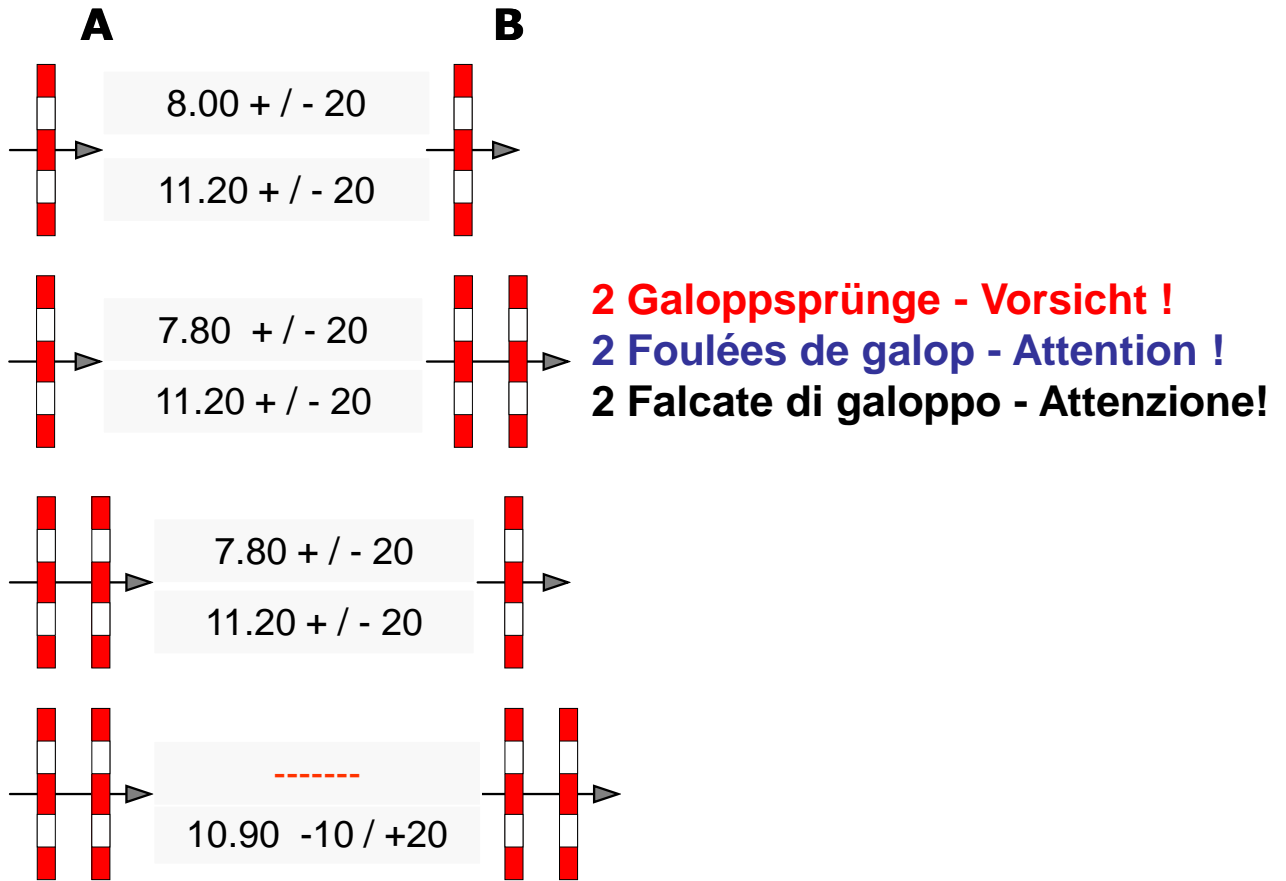 A B
8.00 + / - 20
11.20 + / - 20
7.80 + / - 20
11.20 + / - 20
2 Galoppsprünge - Vorsicht !
2 Foulées de galop - Attention !
2 Falcate di galoppo - Attenzione!
7.80 + / - 20
11.20 + / - 20
-------
10.90 -10 / +20